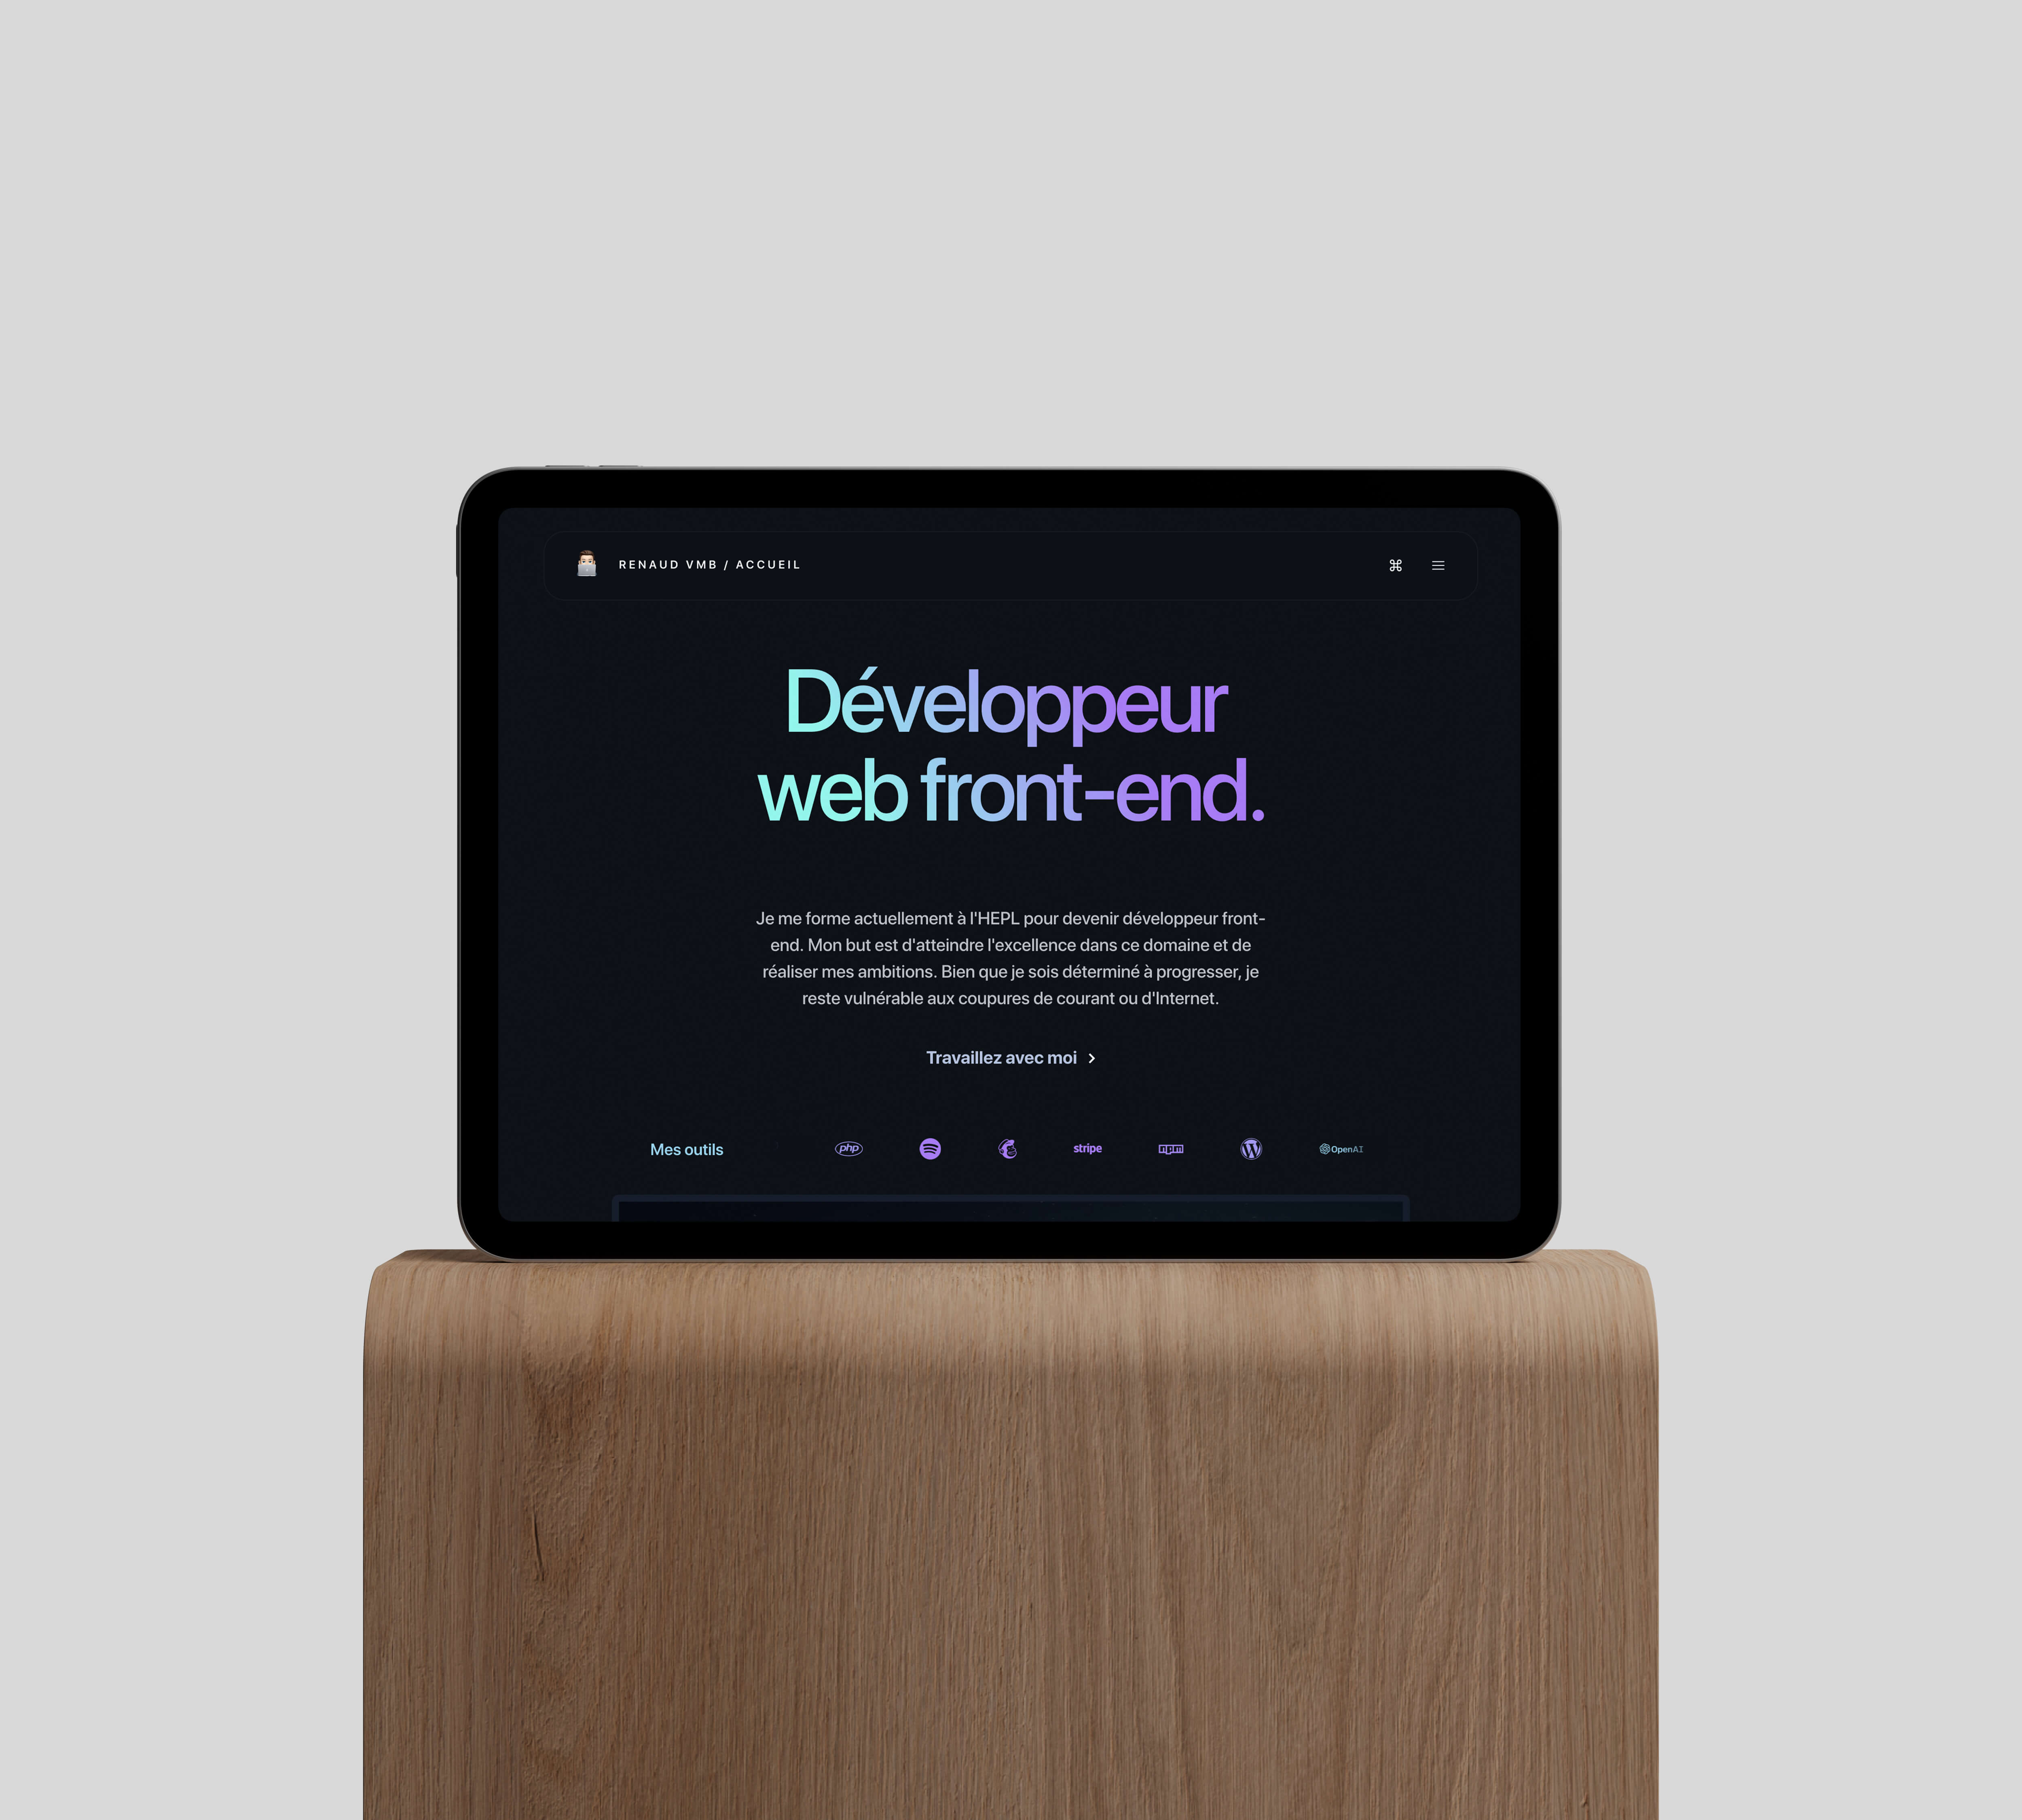 RENAUD VMB / ACCUEIL
Développeur
web front-end.
Je me forme actuellement à l'HEPL pour devenir développeur front-
end. Mon but est d'atteindre l'excellence dans ce domaine et de
réaliser mes ambitions. Bien que je sois déterminé à progresser, je
reste vulnérable aux coupures de courant ou d'Internet.
Travaillez avec moi
Mes outils php stripe npm OpenAI